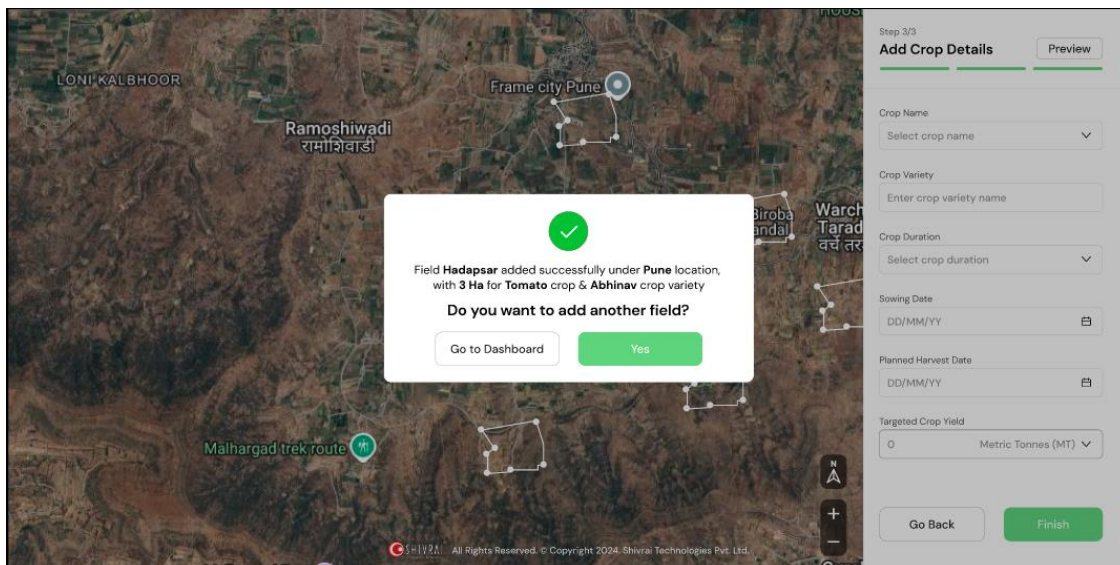 LONI KALBHOOR
Frame city Pune
Ramoshiwadi
रामोशिवाडी
Biroba
Warch
Tarad
वर्चे तर
Malhargad trek route
Field Hadapsar added successfully under Pune location,
with 3 Ha for Tomato crop & Abhinav crop variety
Do you want to add another field?
Go to Dashboard
Yes
N
+
−
SHIVRAI All Rights Reserved. © Copyright 2024. Shivrai Technologies Pvt. Ltd.
Step 3/3
Add Crop Details
Preview
Crop Name
Select crop name
Crop Variety
Enter crop variety name
Crop Duration
Select crop duration
Sowing Date
DD/MM/YY
Planned Harvest Date
DD/MM/YY
Targeted Crop Yield
0 Metric Tonnes (MT)
Go Back
Finish